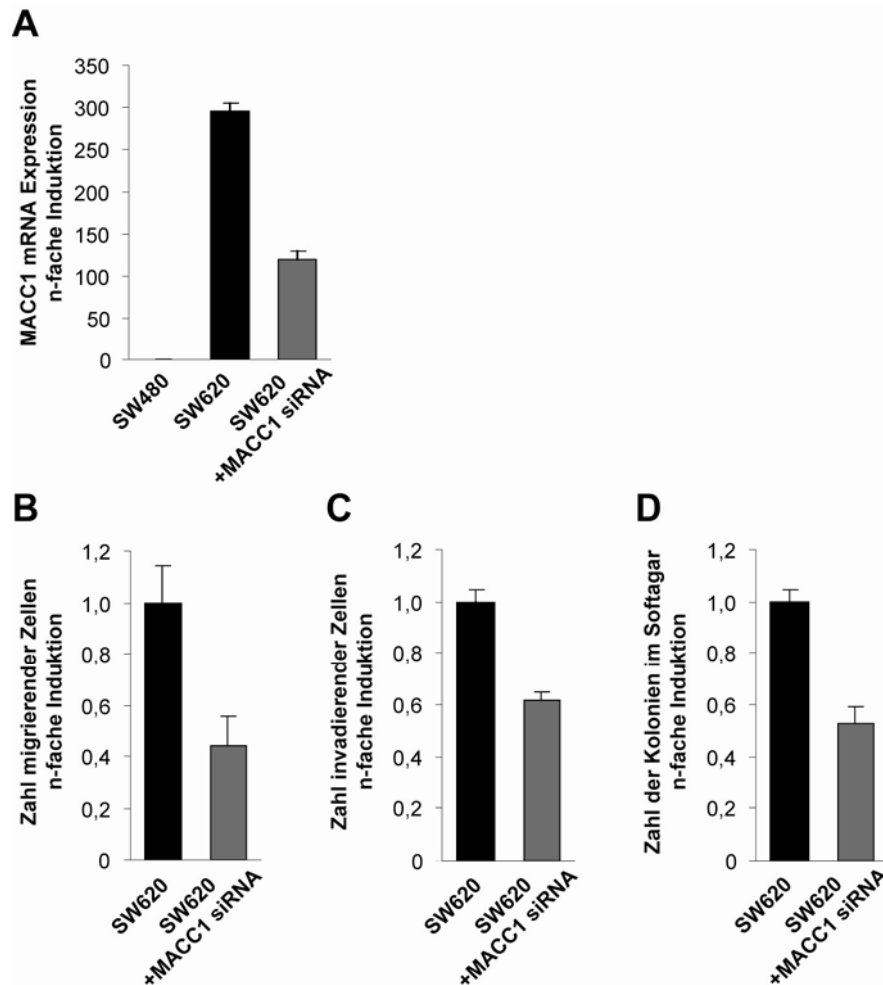 A
MACC1 mRNA Expression
n-fache Induktion
350
300
250
200
150
100
50
0
SW480
SW620
SW620
+MACC1 siRNA
B
Zahl migrierender Zellen
n-fache Induktion
1,2
1,0
0,8
0,6
0,4
0,2
0
SW620
SW620
+MACC1 siRNA
C
Zahl invadierender Zellen
n-fache Induktion
1,2
1,0
0,8
0,6
0,4
0,2
0
SW620
SW620
+MACC1 siRNA
D
Zahl der Kolonien im Softagar
n-fache Induktion
1,2
1,0
0,8
0,6
0,4
0,2
0
SW620
SW620
+MACC1 siRNA